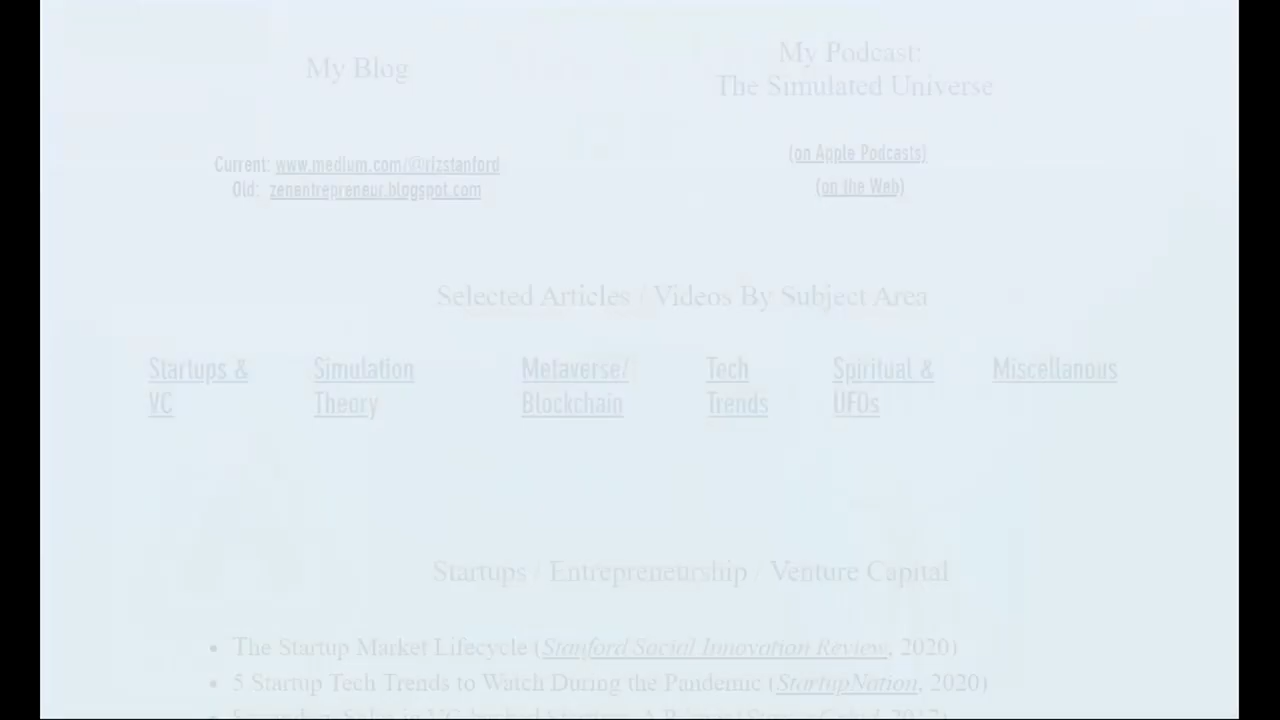 My Blog
My Podcast:
The Simulated Universe
Current: www.medium.com/@rizstanford
Old: zenentrepreneur.blogspot.com
(on Apple Podcasts)
(on the Web)
Selected Articles / Videos By Subject Area
Startups &
VC
Simulation
Theory
Metaverse/
Blockchain
Tech
Trends
Spiritual &
UFOs
Miscellanous
Startups / Entrepreneurship / Venture Capital
• The Startup Market Lifecycle (Stanford Social Innovation Review, 2020)
• 5 Startup Tech Trends to Watch During the Pandemic (StartupNation, 2020)